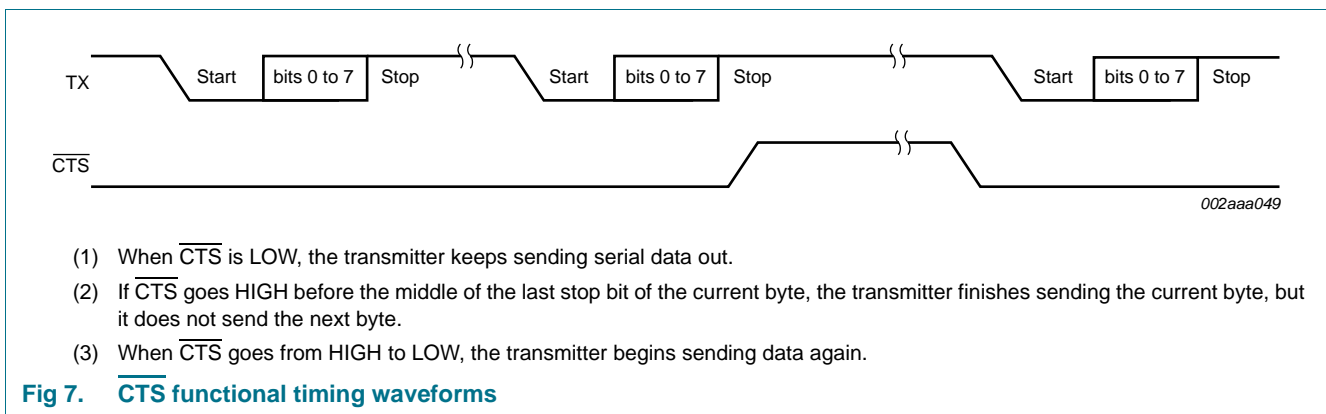 TX Start bits 0 to 7 Stop Start bits 0 to 7 Stop Start bits 0 to 7 Stop
CTS
002aaa049
(1) When CTS is LOW, the transmitter keeps sending serial data out.
(2) If CTS goes HIGH before the middle of the last stop bit of the current byte, the transmitter finishes sending the current byte, but
it does not send the next byte.
(3) When CTS goes from HIGH to LOW, the transmitter begins sending data again.
Fig 7. CTS functional timing waveforms